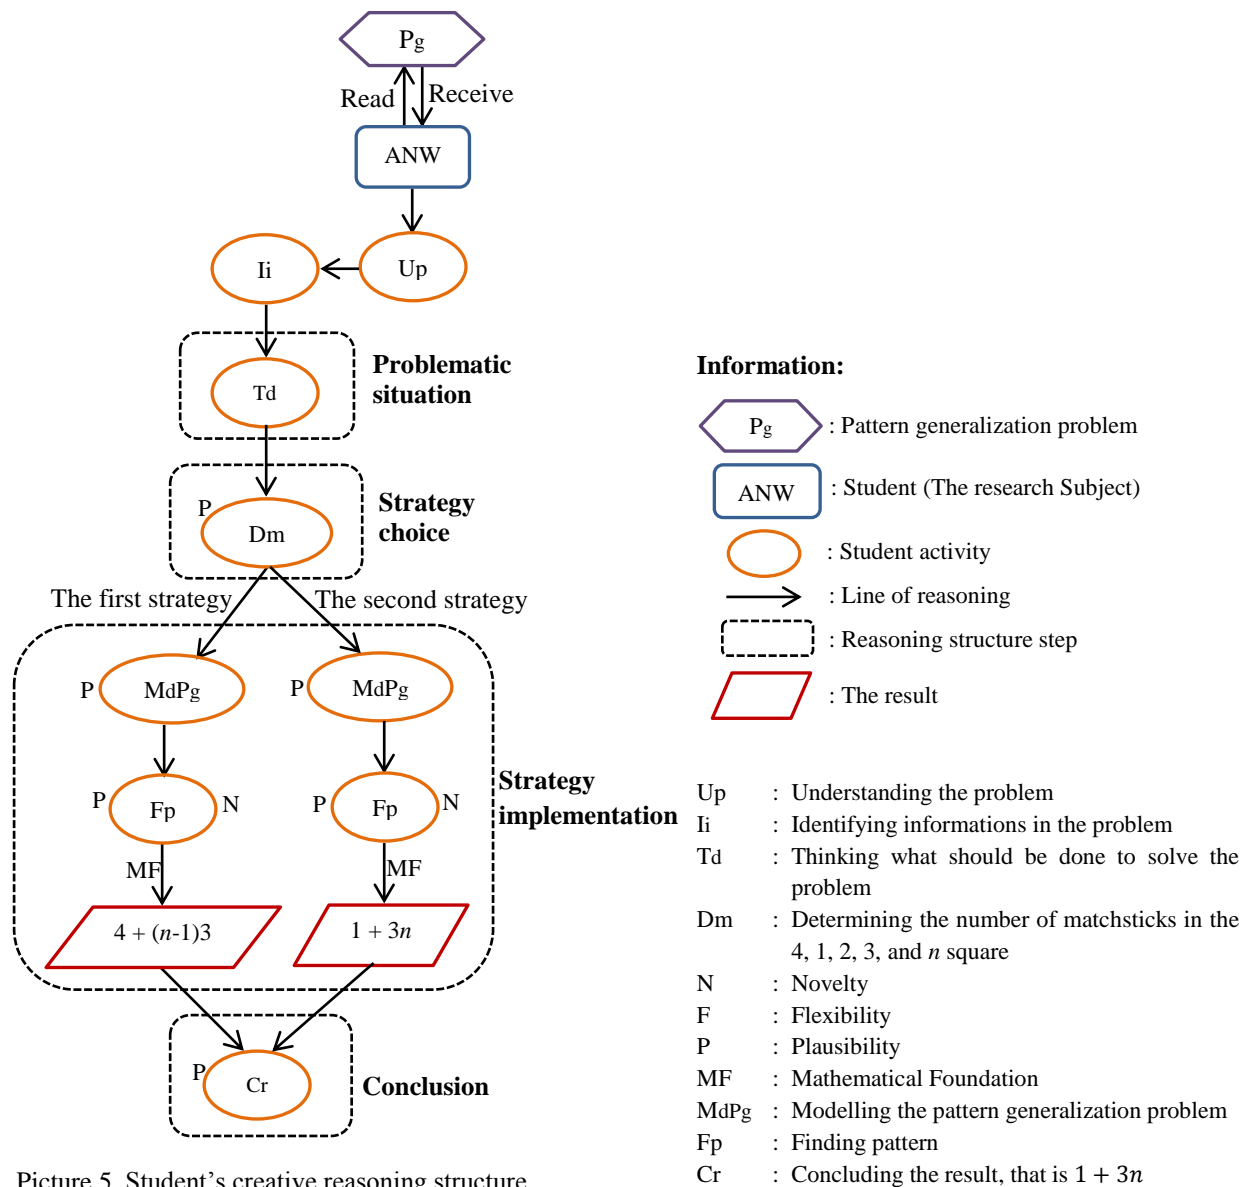 Pg
Read
Receive
ANW
Ii
Up
Td
Problematic
situation
P
Dm
Strategy
choice
The first strategy
The second strategy
P
MdPg
P
MdPg
P
Fp
N
P
Fp
N
Strategy
implementation
MF
MF
4 + (n-1)3
1 + 3n
P
Cr
Conclusion
Picture 5. Student's creative reasoning structure
Information:
Pg : Pattern generalization problem
ANW : Student (The research Subject)
: Student activity
: Line of reasoning
: Reasoning structure step
: The result
Up : Understanding the problem
Ii : Identifying informations in the problem
Td : Thinking what should be done to solve the
problem
Dm : Determining the number of matchsticks in the
4, 1, 2, 3, and n square
N : Novelty
F : Flexibility
P : Plausibility
MF : Mathematical Foundation
MdPg : Modelling the pattern generalization problem
Fp : Finding pattern
Cr : Concluding the result, that is 1 + 3n